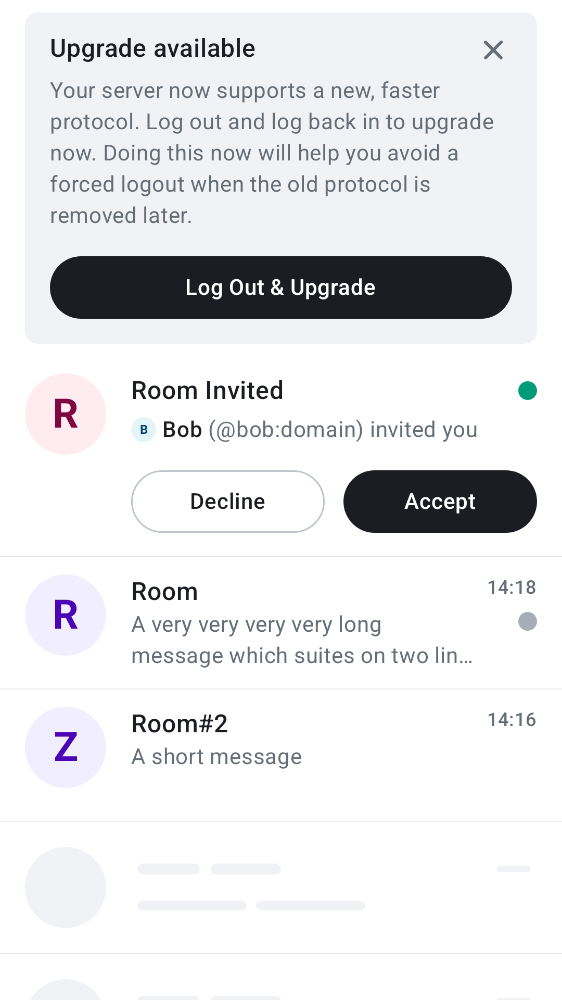 Upgrade available
Your server now supports a new, faster
protocol. Log out and log back in to upgrade
now. Doing this now will help you avoid a
forced logout when the old protocol is
removed later.
Log Out & Upgrade
R
Room Invited
B Bob (@bob:domain) invited you
Decline
Accept
R
Room
14:18
A very very very very long
message which suites on two lin…
Z
Room#2
14:16
A short message